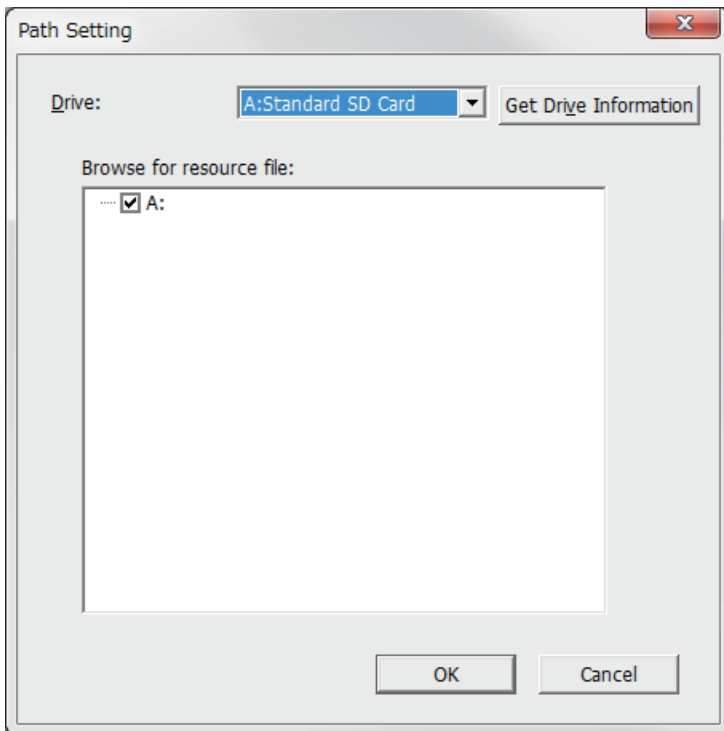 Path Setting
Drive: A:Standard SD Card Get Drive Information
Browse for resource file:
A:
OK Cancel